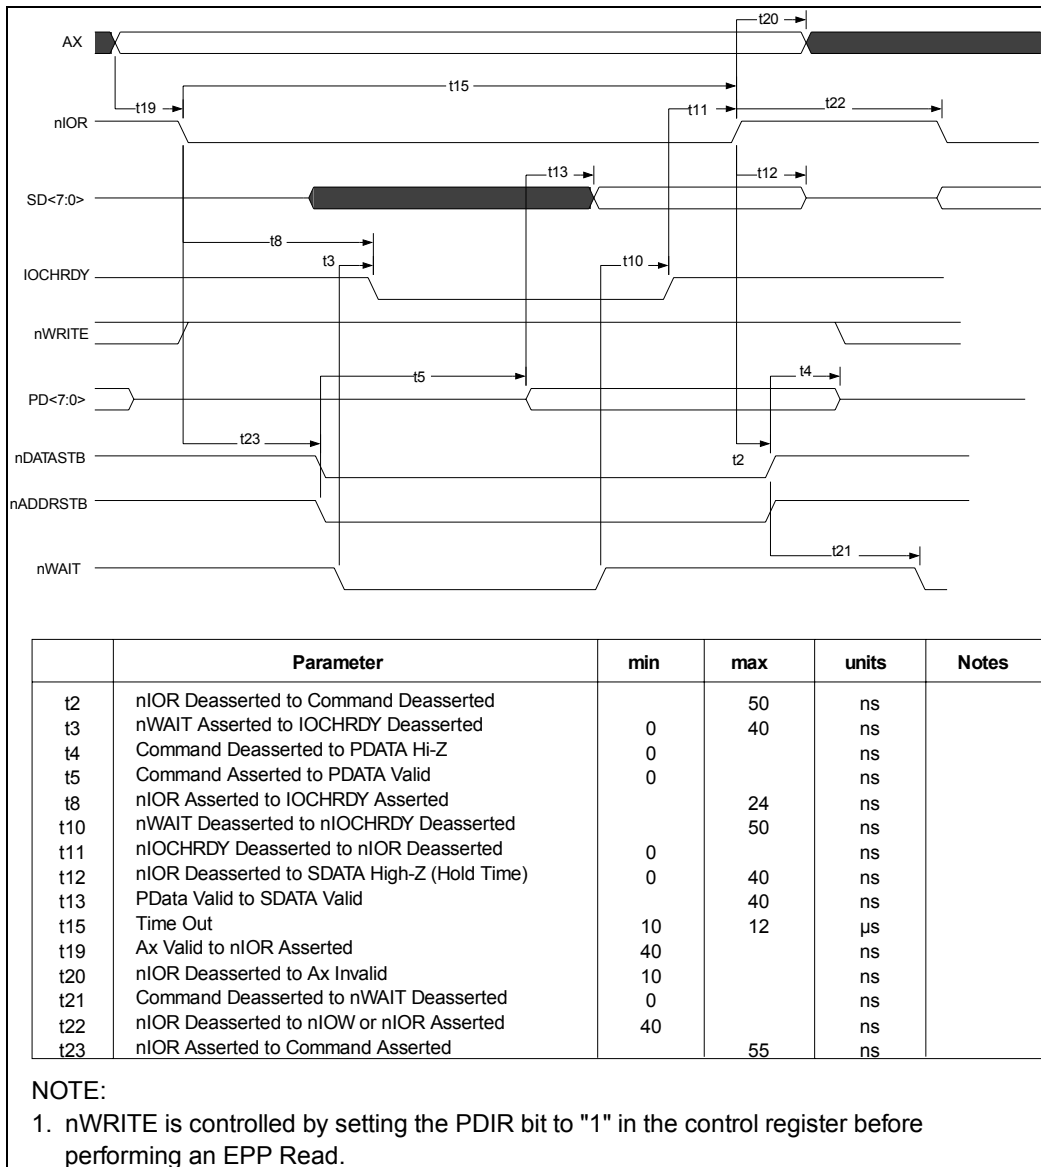 t20
AX
t15
t19
t11
t22
nIOR
t13
t12
SD<7:0>
t8
t3
t10
IOCHRDY
nWRITE
t5
t4
PD<7:0>
t23
nDATASTB
t2
nADDRSTB
t21
nWAIT
Parameter min max units Notes
t2 nIOR Deasserted to Command Deasserted 50 ns
t3 nWAIT Asserted to IOCHRDY Deasserted 0 40 ns
t4 Command Deasserted to PDATA Hi-Z 0 ns
t5 Command Asserted to PDATA Valid 0 ns
t8 nIOR Asserted to IOCHRDY Asserted 24 ns
t10 nWAIT Deasserted to nIOCHRDY Deasserted 50 ns
t11 nIOCHRDY Deasserted to nIOR Deasserted 0 ns
t12 nIOR Deasserted to SDATA High-Z (Hold Time) 0 40 ns
t13 PData Valid to SDATA Valid 40 ns
t15 Time Out 10 12 µs
t19 Ax Valid to nIOR Asserted 40 ns
t20 nIOR Deasserted to Ax Invalid 10 ns
t21 Command Deasserted to nWAIT Deasserted 0 ns
t22 nIOR Deasserted to nIOW or nIOR Asserted 40 ns
t23 nIOR Asserted to Command Asserted 55 ns
NOTE:
1. nWRITE is controlled by setting the PDIR bit to "1" in the control register before
performing an EPP Read.